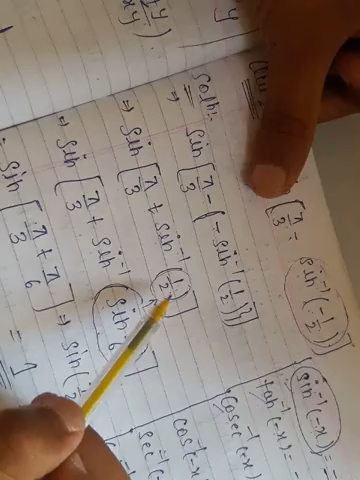 [π/3 - sin⁻¹(-1/2)]
Soln:
⇒ sin [π/3 - {- sin⁻¹(1/2)}]
⇒ sin [π/3 + sin⁻¹(1/2)]
⇒ sin [π/3 + sin⁻¹(sin π/6)]
⇒ sin [π/3 + π/6] ⇒ sin(π/2
= 1
sin⁻¹(-x) =
tan⁻¹(-x) = -
cosec⁻¹(-x)
cos⁻¹(-x)
sec⁻¹(-x)